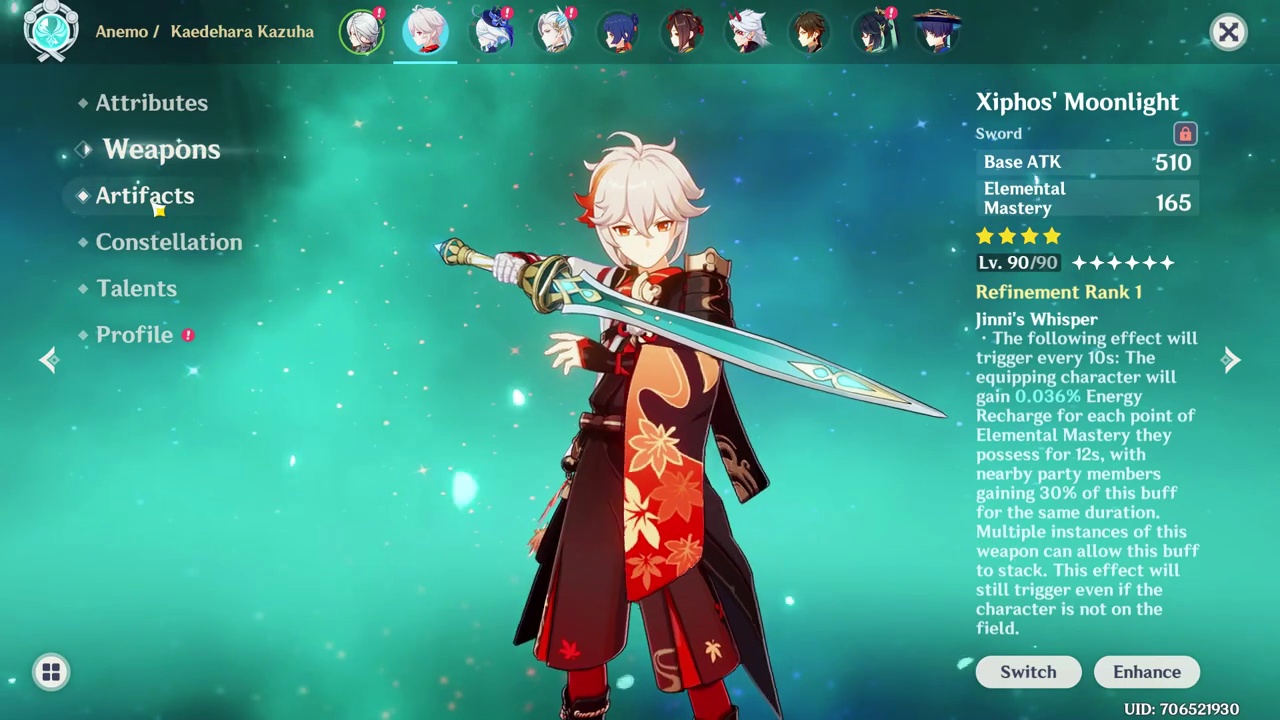 Anemo / Kaedehara Kazuha
Attributes
Weapons
Artifacts
Constellation
Talents
Profile
Xiphos' Moonlight
Sword
Base ATK 510
Elemental
Mastery 165
Lv. 90/90
Refinement Rank 1
Jinni's Whisper
· The following effect will
trigger every 10s: The
equipping character will
gain 0.036% Energy
Recharge for each point of
Elemental Mastery they
possess for 12s, with
nearby party members
gaining 30% of this buff
for the same duration.
Multiple instances of this
weapon can allow this buff
to stack. This effect will
still trigger even if the
character is not on the
field.
Switch Enhance
UID: 706521930